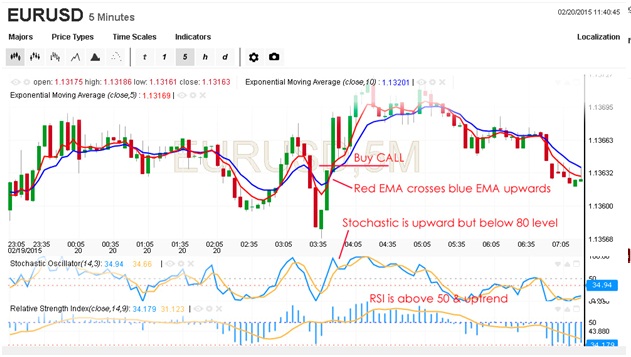 EURUSD 5 Minutes
02/20/2015 11:40:45
Majors Price Types Time Scales Indicators Localization
t 1 5 h d
open: 1.13175 high: 1.13186 low: 1.13161 close: 1.13163 Exponential Moving Average (close,10) 1.13201
Exponential Moving Average (close,5) 1.13169
1.13695
EURUSD,5M
Buy CALL
1.13663
Red EMA crosses blue EMA upwards
1.13632
1.13600
Stochastic is upward but below 80 level
1.13568
23:05 23:35 00:05 00:35 01:05 01:35 02:05 02:35 03:05 03:35 04:05 04:35 05:05 05:35 06:05 06:35 07:05
02/19/2015 20 20 20 20
Stochastic Oscillator(14,3) 34.94 34.66
50
34.94
RSI is above 50 & uptrend
Relative Strength Index(close,14,9) 34.179 31.123
50
43.880
34.179